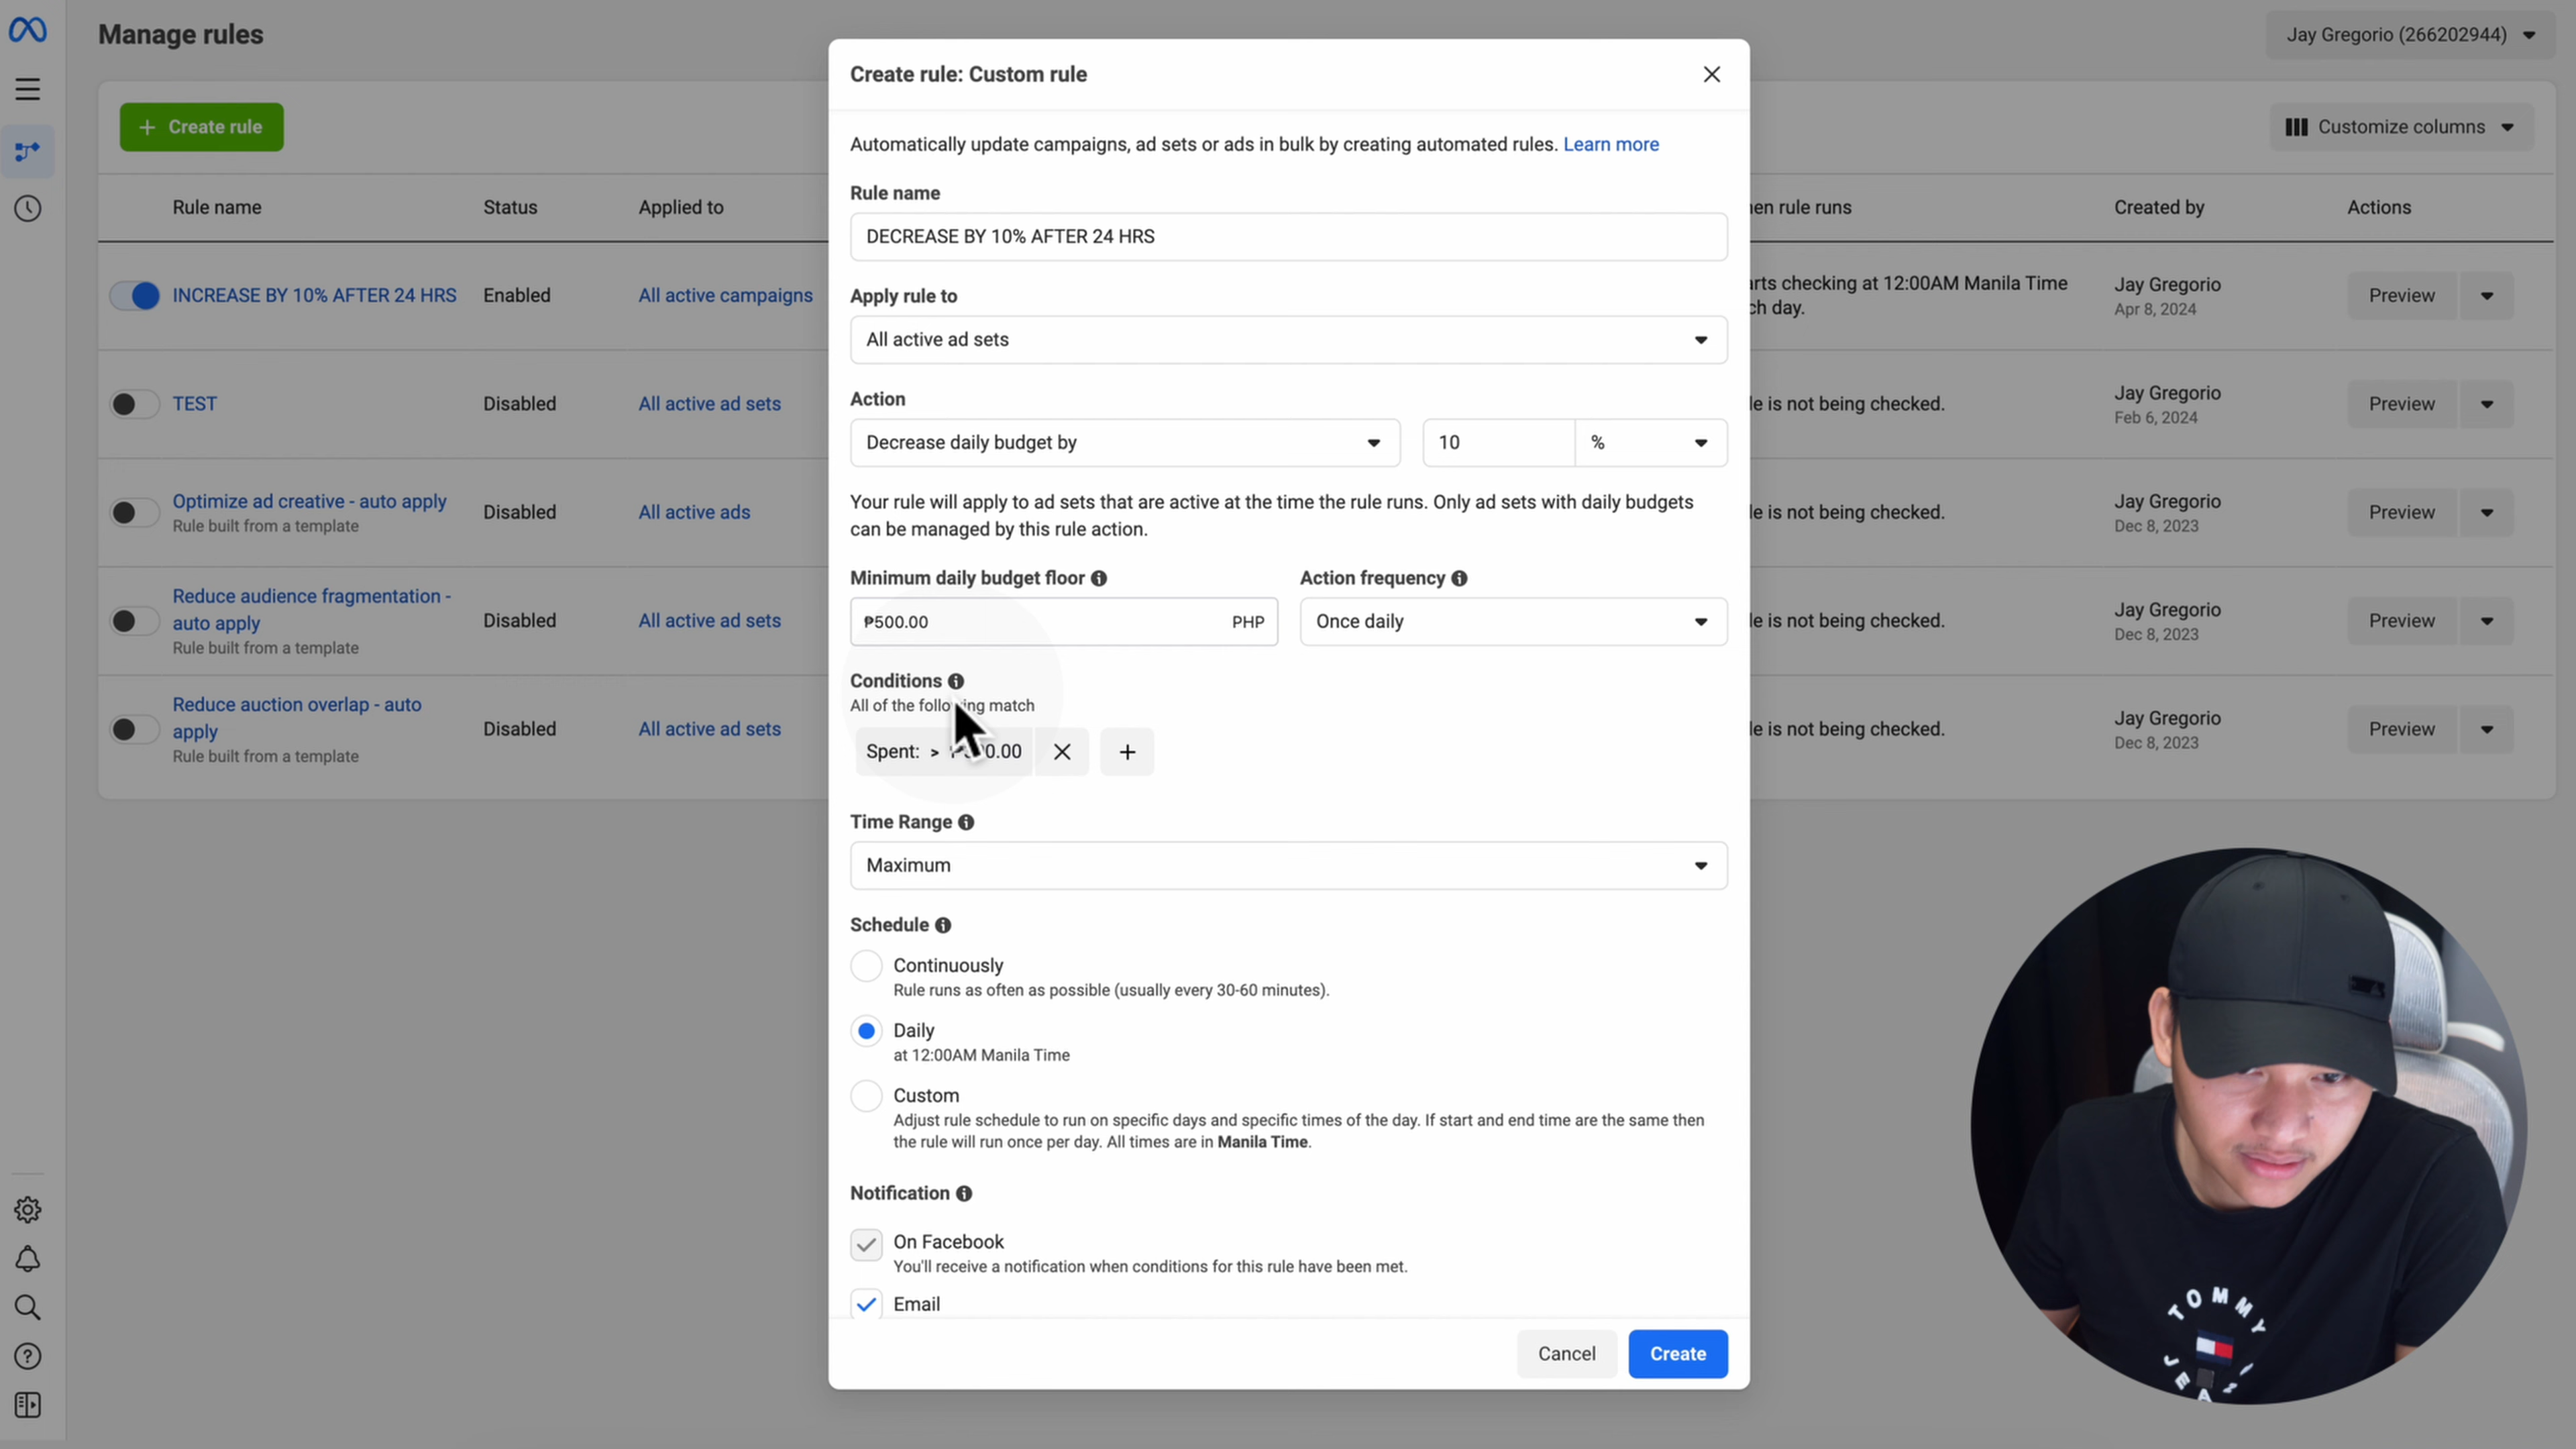 Manage rules
Jay Gregorio (266202944)
+ Create rule
Customize columns
Rule name
Status
Applied to
rule runs
Created by
Actions
INCREASE BY 10% AFTER 24 HRS
Enabled
All active campaigns
checking at 12:00AM Manila Time
day.
Jay Gregorio
Apr 8, 2024
Preview
TEST
Disabled
All active ad sets
is not being checked.
Jay Gregorio
Feb 6, 2024
Preview
Optimize ad creative - auto apply
Rule built from a template
Disabled
All active ads
is not being checked.
Jay Gregorio
Dec 8, 2023
Preview
Reduce audience fragmentation -
auto apply
Rule built from a template
Disabled
All active ad sets
is not being checked.
Jay Gregorio
Dec 8, 2023
Preview
Reduce auction overlap - auto
apply
Rule built from a template
Disabled
All active ad sets
is not being checked.
Jay Gregorio
Dec 8, 2023
Preview
Create rule: Custom rule
Automatically update campaigns, ad sets or ads in bulk by creating automated rules. Learn more
Rule name
DECREASE BY 10% AFTER 24 HRS
Apply rule to
All active ad sets
Action
Decrease daily budget by
10
%
Your rule will apply to ad sets that are active at the time the rule runs. Only ad sets with daily budgets
can be managed by this rule action.
Minimum daily budget floor
Action frequency
₱500.00
PHP
Once daily
Conditions
All of the following match
Spent: >
Time Range
Maximum
Schedule
Continuously
Rule runs as often as possible (usually every 30-60 minutes).
Daily
at 12:00AM Manila Time
Custom
Adjust rule schedule to run on specific days and specific times of the day. If start and end time are the same then
the rule will run once per day. All times are in Manila Time.
Notification
On Facebook
You'll receive a notification when conditions for this rule have been met.
Email
Cancel
Create
TOMMY